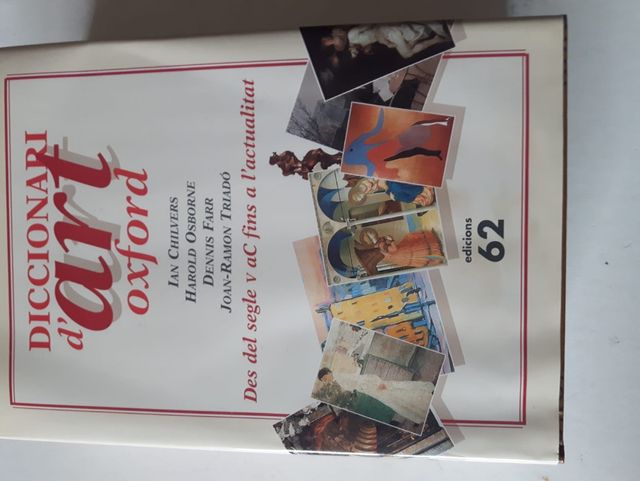 DICCIONARI
d'art
oxford
IAN CHILVERS
HAROLD OSBORNE
DENNIS FARR
JOAN-RAMON TRIADÓ
Des del segle V aC fins a l'actualitat
edicions
62